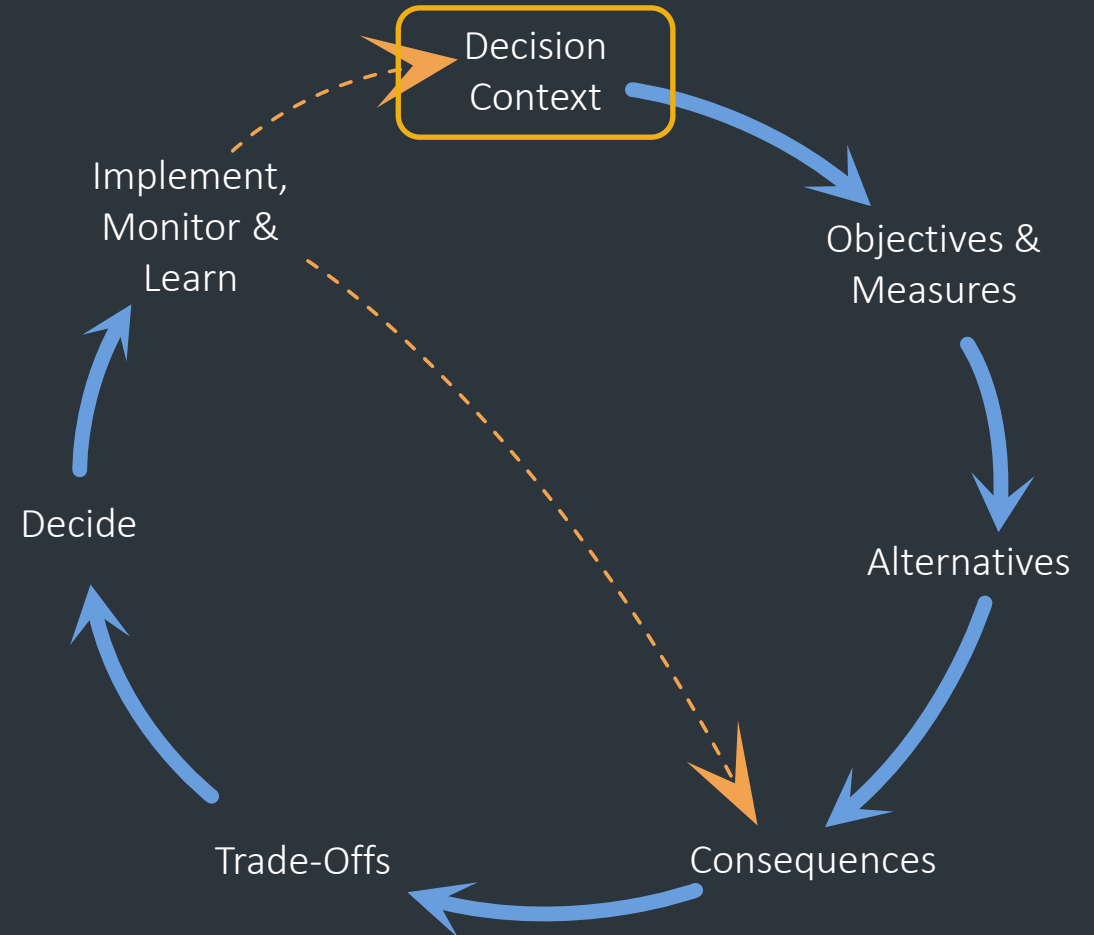 Decision
Context
Objectives &
Measures
Alternatives
Consequences
Trade-Offs
Decide
Implement,
Monitor &
Learn